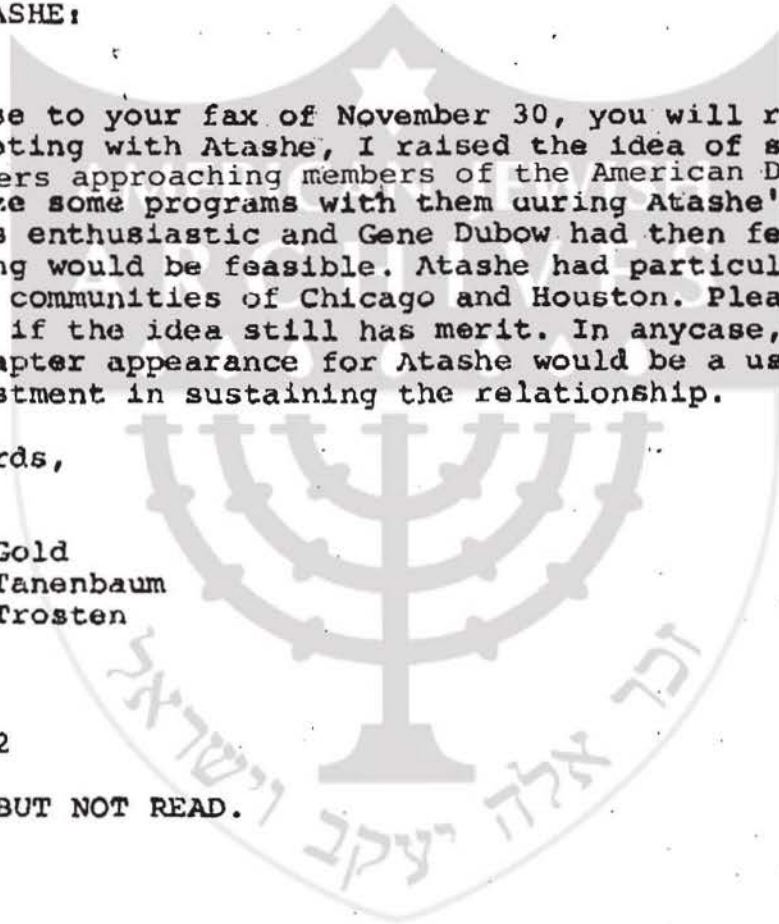 ASHE:
se to your fax of November 30, you will r
ting with Atashe, I raised the idea of s
ers approaching members of the American D
ze some programs with them auring Atashe'
s enthusiastic and Gene Dubow had then fe
ng would be feasible. Atashe had particul
communities of Chicago and Houston. Plea
if the idea still has merit. In anycase,
apter appearance for Atashe would be a us
stment in sustaining the relationship.
rds,
Gold
Tanenbaum
Trosten
2
BUT NOT READ.
AMERICAN JEWISH
ARCHIVES
זכר אלה יעקב וישראל